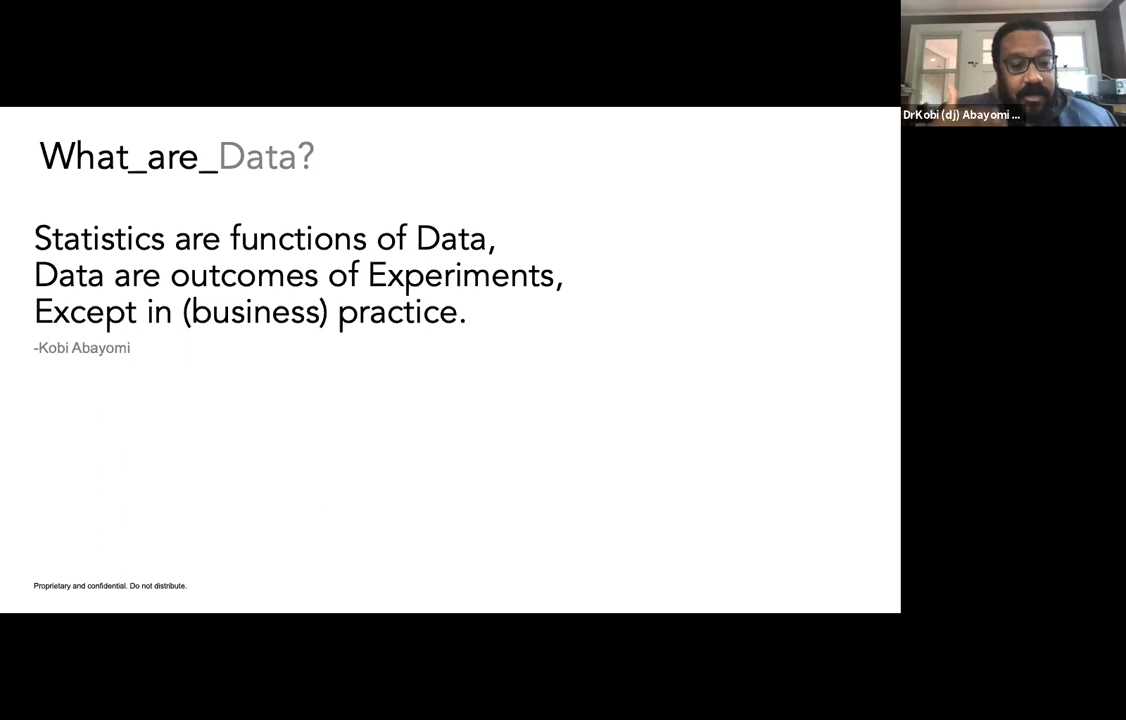 What_are_Data?
Statistics are functions of Data,
Data are outcomes of Experiments,
Except in (business) practice.
-Kobi Abayomi
Proprietary and confidential. Do not distribute.
DrKobi (dj) Abayomi ...